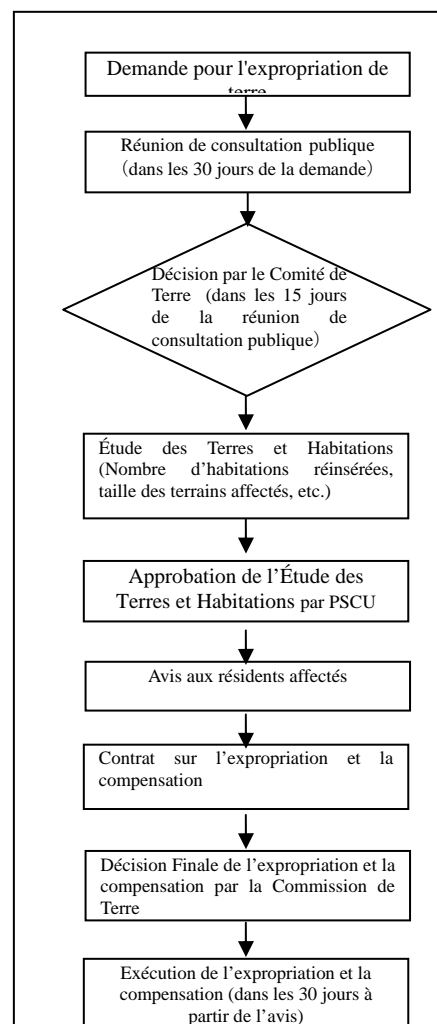 Demande pour l'expropriation de
terre
Réunion de consultation publique
(dans les 30 jours de la demande)
Décision par le Comité de
Terre (dans les 15 jours
de la réunion de
consultation publique)
Étude des Terres et Habitations
(Nombre d’habitations réinsérées,
taille des terrains affectés, etc.)
Approbation de l’Étude des
Terres et Habitations par PSCU
Avis aux résidents affectés
Contrat sur l’expropriation et la
compensation
Décision Finale de l’expropriation et la
compensation par la Commission de
Terre
Exécution de l’expropriation et la
compensation (dans les 30 jours à
partir de l’avis)